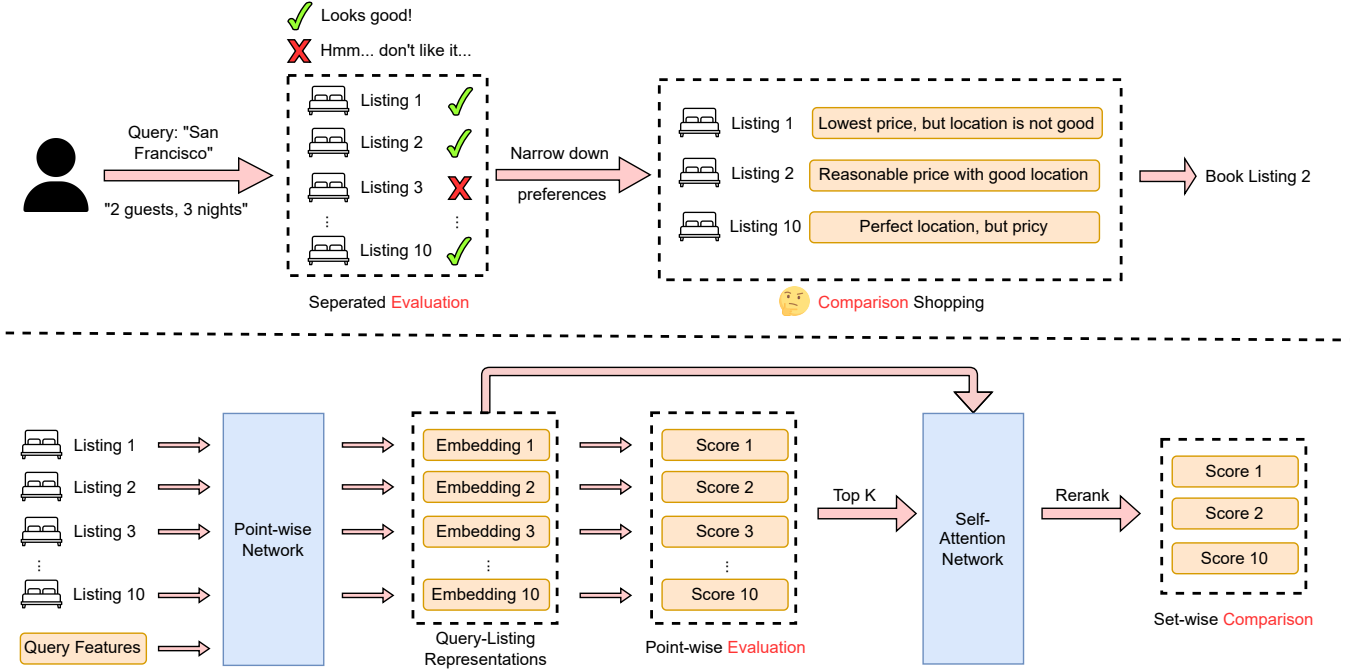 Looks good!
Hmm... don't like it...
Query: "San
Francisco"
"2 guests, 3 nights"
Listing 1
Listing 2
Listing 3
...
Listing 10
Seperated Evaluation
Narrow down
preferences
Listing 1
Lowest price, but location is not good
Listing 2
Reasonable price with good location
Listing 10
Perfect location, but pricy
Comparison Shopping
Book Listing 2
Listing 1
Listing 2
Listing 3
...
Listing 10
Query Features
Point-wise
Network
Embedding 1
Embedding 2
Embedding 3
...
Embedding 10
Query-Listing
Representations
Score 1
Score 2
Score 3
...
Score 10
Point-wise Evaluation
Top K
Self-
Attention
Network
Rerank
Score 1
Score 2
Score 10
Set-wise Comparison